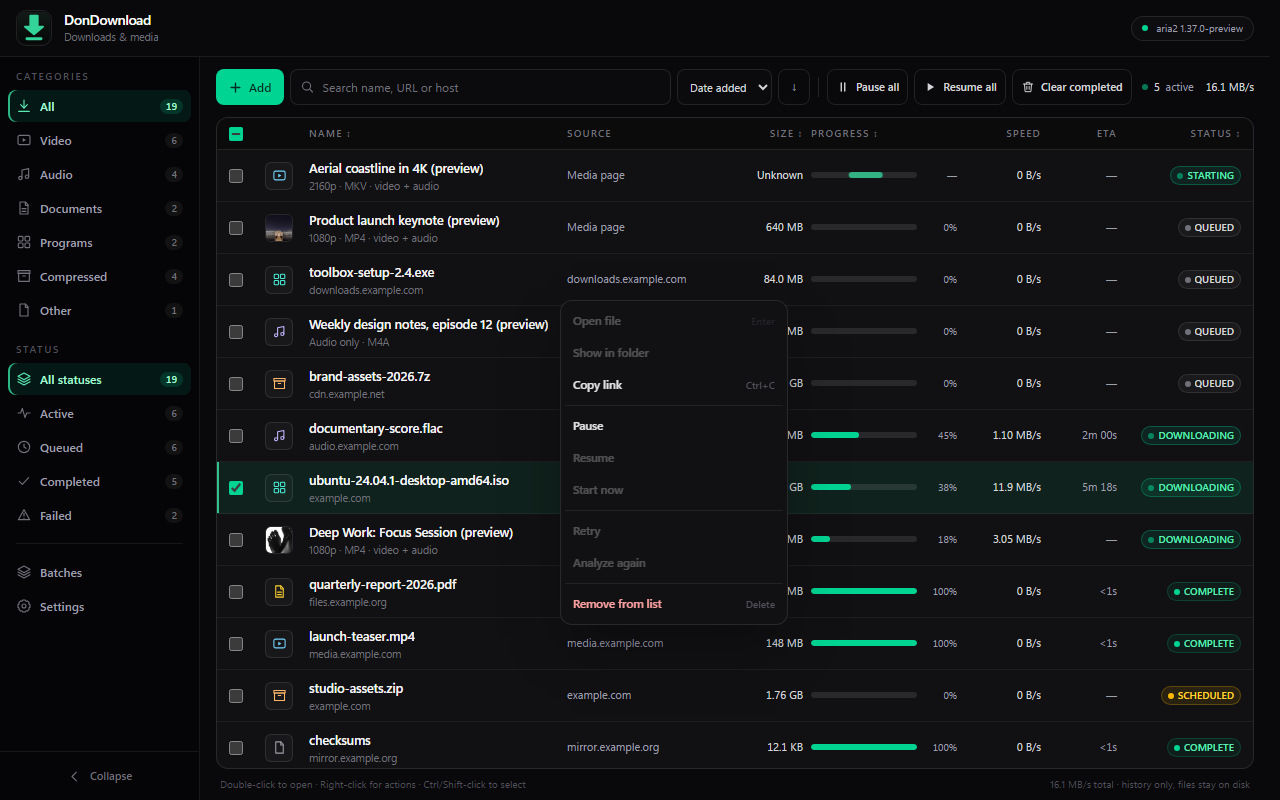 DonDownload
Downloads & media
aria2 1.37.0-preview
CATEGORIES
All 19
Video 6
Audio 4
Documents 2
Programs 2
Compressed 4
Other 1
STATUS
All statuses 19
Active 6
Queued 6
Completed 5
Failed 2
Batches
Settings
Collapse
+ Add
Search name, URL or host
Date added
↓
Pause all
Resume all
Clear completed
5 active 16.1 MB/s
NAME ↕ SOURCE SIZE ↕ PROGRESS ↕ SPEED ETA STATUS ↕
Aerial coastline in 4K (preview) Media page Unknown — 0 B/s — STARTING
2160p · MKV · video + audio
Product launch keynote (preview) Media page 640 MB 0% 0 B/s — QUEUED
1080p · MP4 · video + audio
toolbox-setup-2.4.exe downloads.example.com 84.0 MB 0% 0 B/s — QUEUED
downloads.example.com
Weekly design notes, episode 12 (preview) MB 0% 0 B/s — QUEUED
Audio only · M4A
brand-assets-2026.7z GB 0% 0 B/s — QUEUED
cdn.example.net
documentary-score.flac MB 45% 1.10 MB/s 2m 00s DOWNLOADING
audio.example.com
ubuntu-24.04.1-desktop-amd64.iso GB 38% 11.9 MB/s 5m 18s DOWNLOADING
example.com
Deep Work: Focus Session (preview) MB 18% 3.05 MB/s — DOWNLOADING
1080p · MP4 · video + audio
quarterly-report-2026.pdf MB 100% 0 B/s <1s COMPLETE
files.example.org
launch-teaser.mp4 media.example.com 148 MB 100% 0 B/s <1s COMPLETE
media.example.com
studio-assets.zip example.com 1.76 GB 0% 0 B/s — SCHEDULED
example.com
checksums mirror.example.org 12.1 KB 100% 0 B/s <1s COMPLETE
mirror.example.org
Open file Enter
Show in folder
Copy link Ctrl+C
Pause
Resume
Start now
Retry
Analyze again
Remove from list Delete
Double-click to open · Right-click for actions · Ctrl/Shift-click to select
16.1 MB/s total · history only, files stay on disk